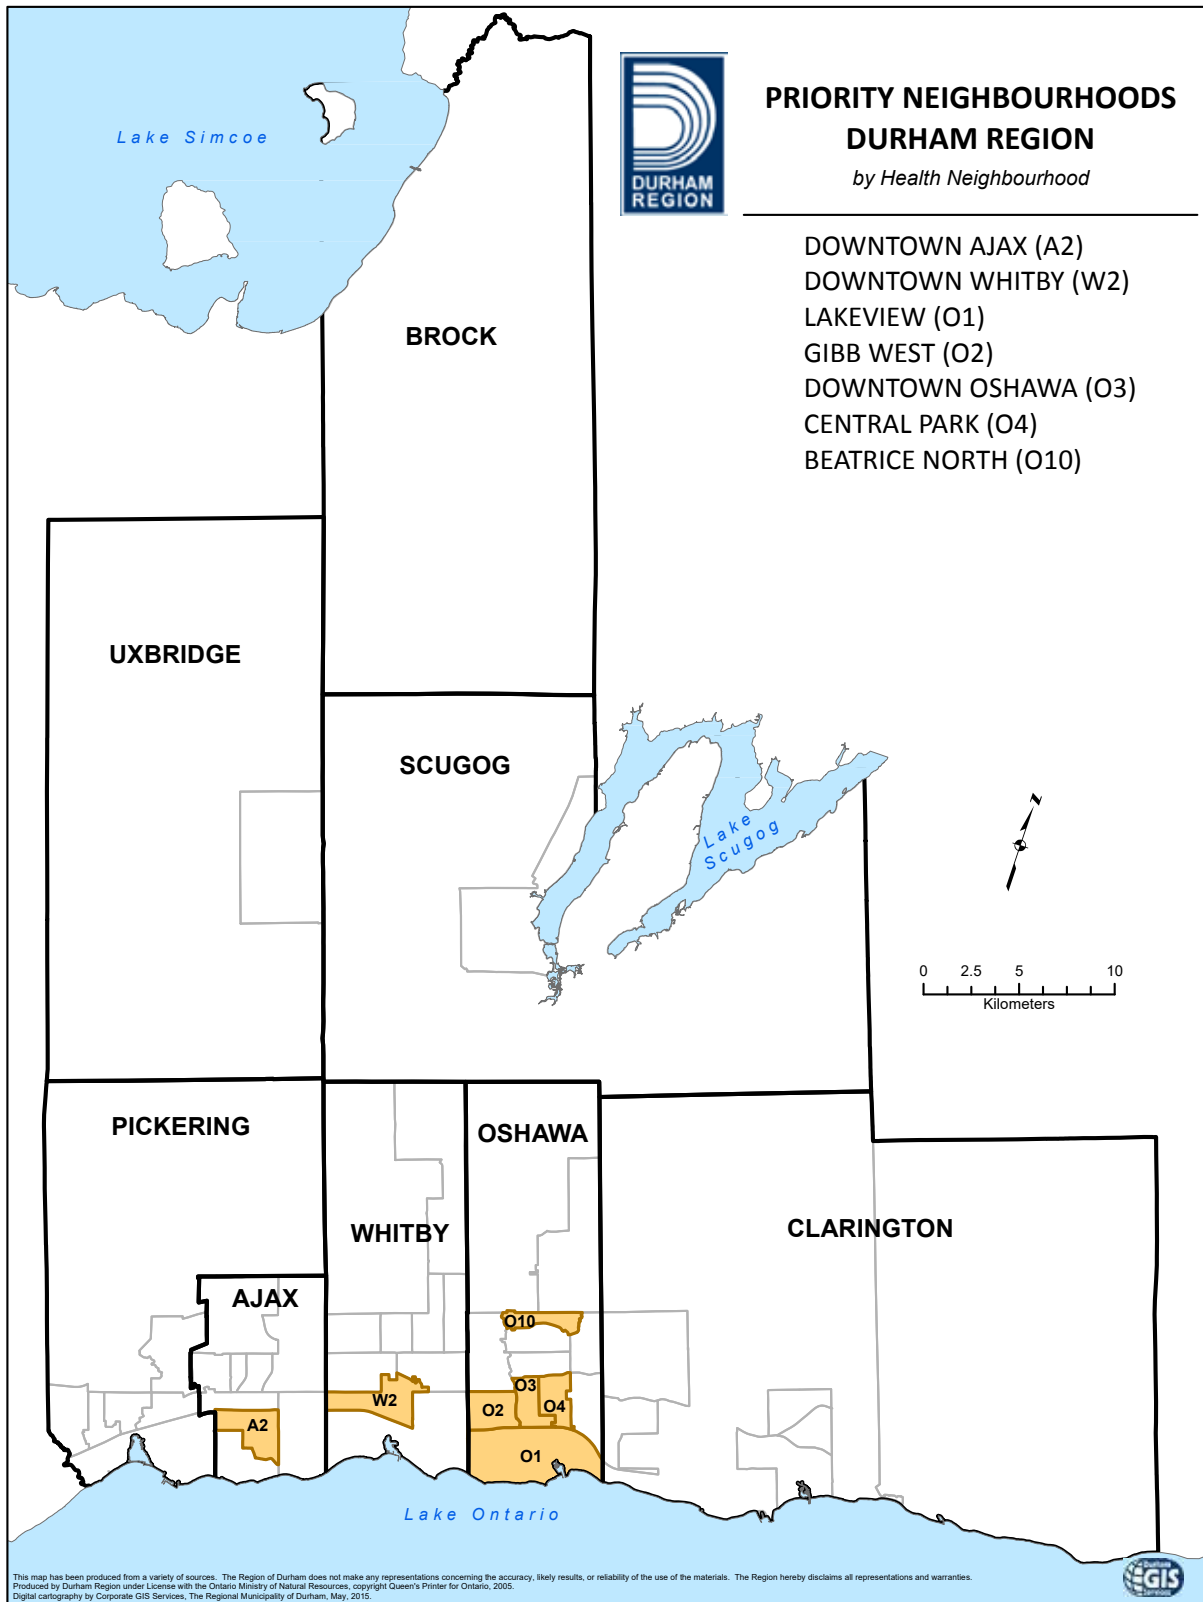 PRIORITY NEIGHBOURHOODS
DURHAM REGION
by Health Neighbourhood
DURHAM
REGION
DOWNTOWN AJAX (A2)
DOWNTOWN WHITBY (W2)
LAKEVIEW (O1)
GIBB WEST (O2)
DOWNTOWN OSHAWA (O3)
CENTRAL PARK (O4)
BEATRICE NORTH (O10)
Lake Simcoe
BROCK
UXBRIDGE
SCUGOG
Lake
Scugog
N
0 2.5 5 10
Kilometers
PICKERING
OSHAWA
WHITBY
CLARINGTON
AJAX
O10
O3
W2
O2
O4
A2
O1
Lake Ontario
This map has been produced from a variety of sources. The Region of Durham does not make any representations concerning the accuracy, likely results, or reliability of the use of the materials. The Region hereby disclaims all representations and warranties.
Produced by Durham Region under License with the Ontario Ministry of Natural Resources, copyright Queen's Printer for Ontario, 2005.
Digital cartography by Corporate GIS Services, The Regional Municipality of Durham, May, 2015.
GIS